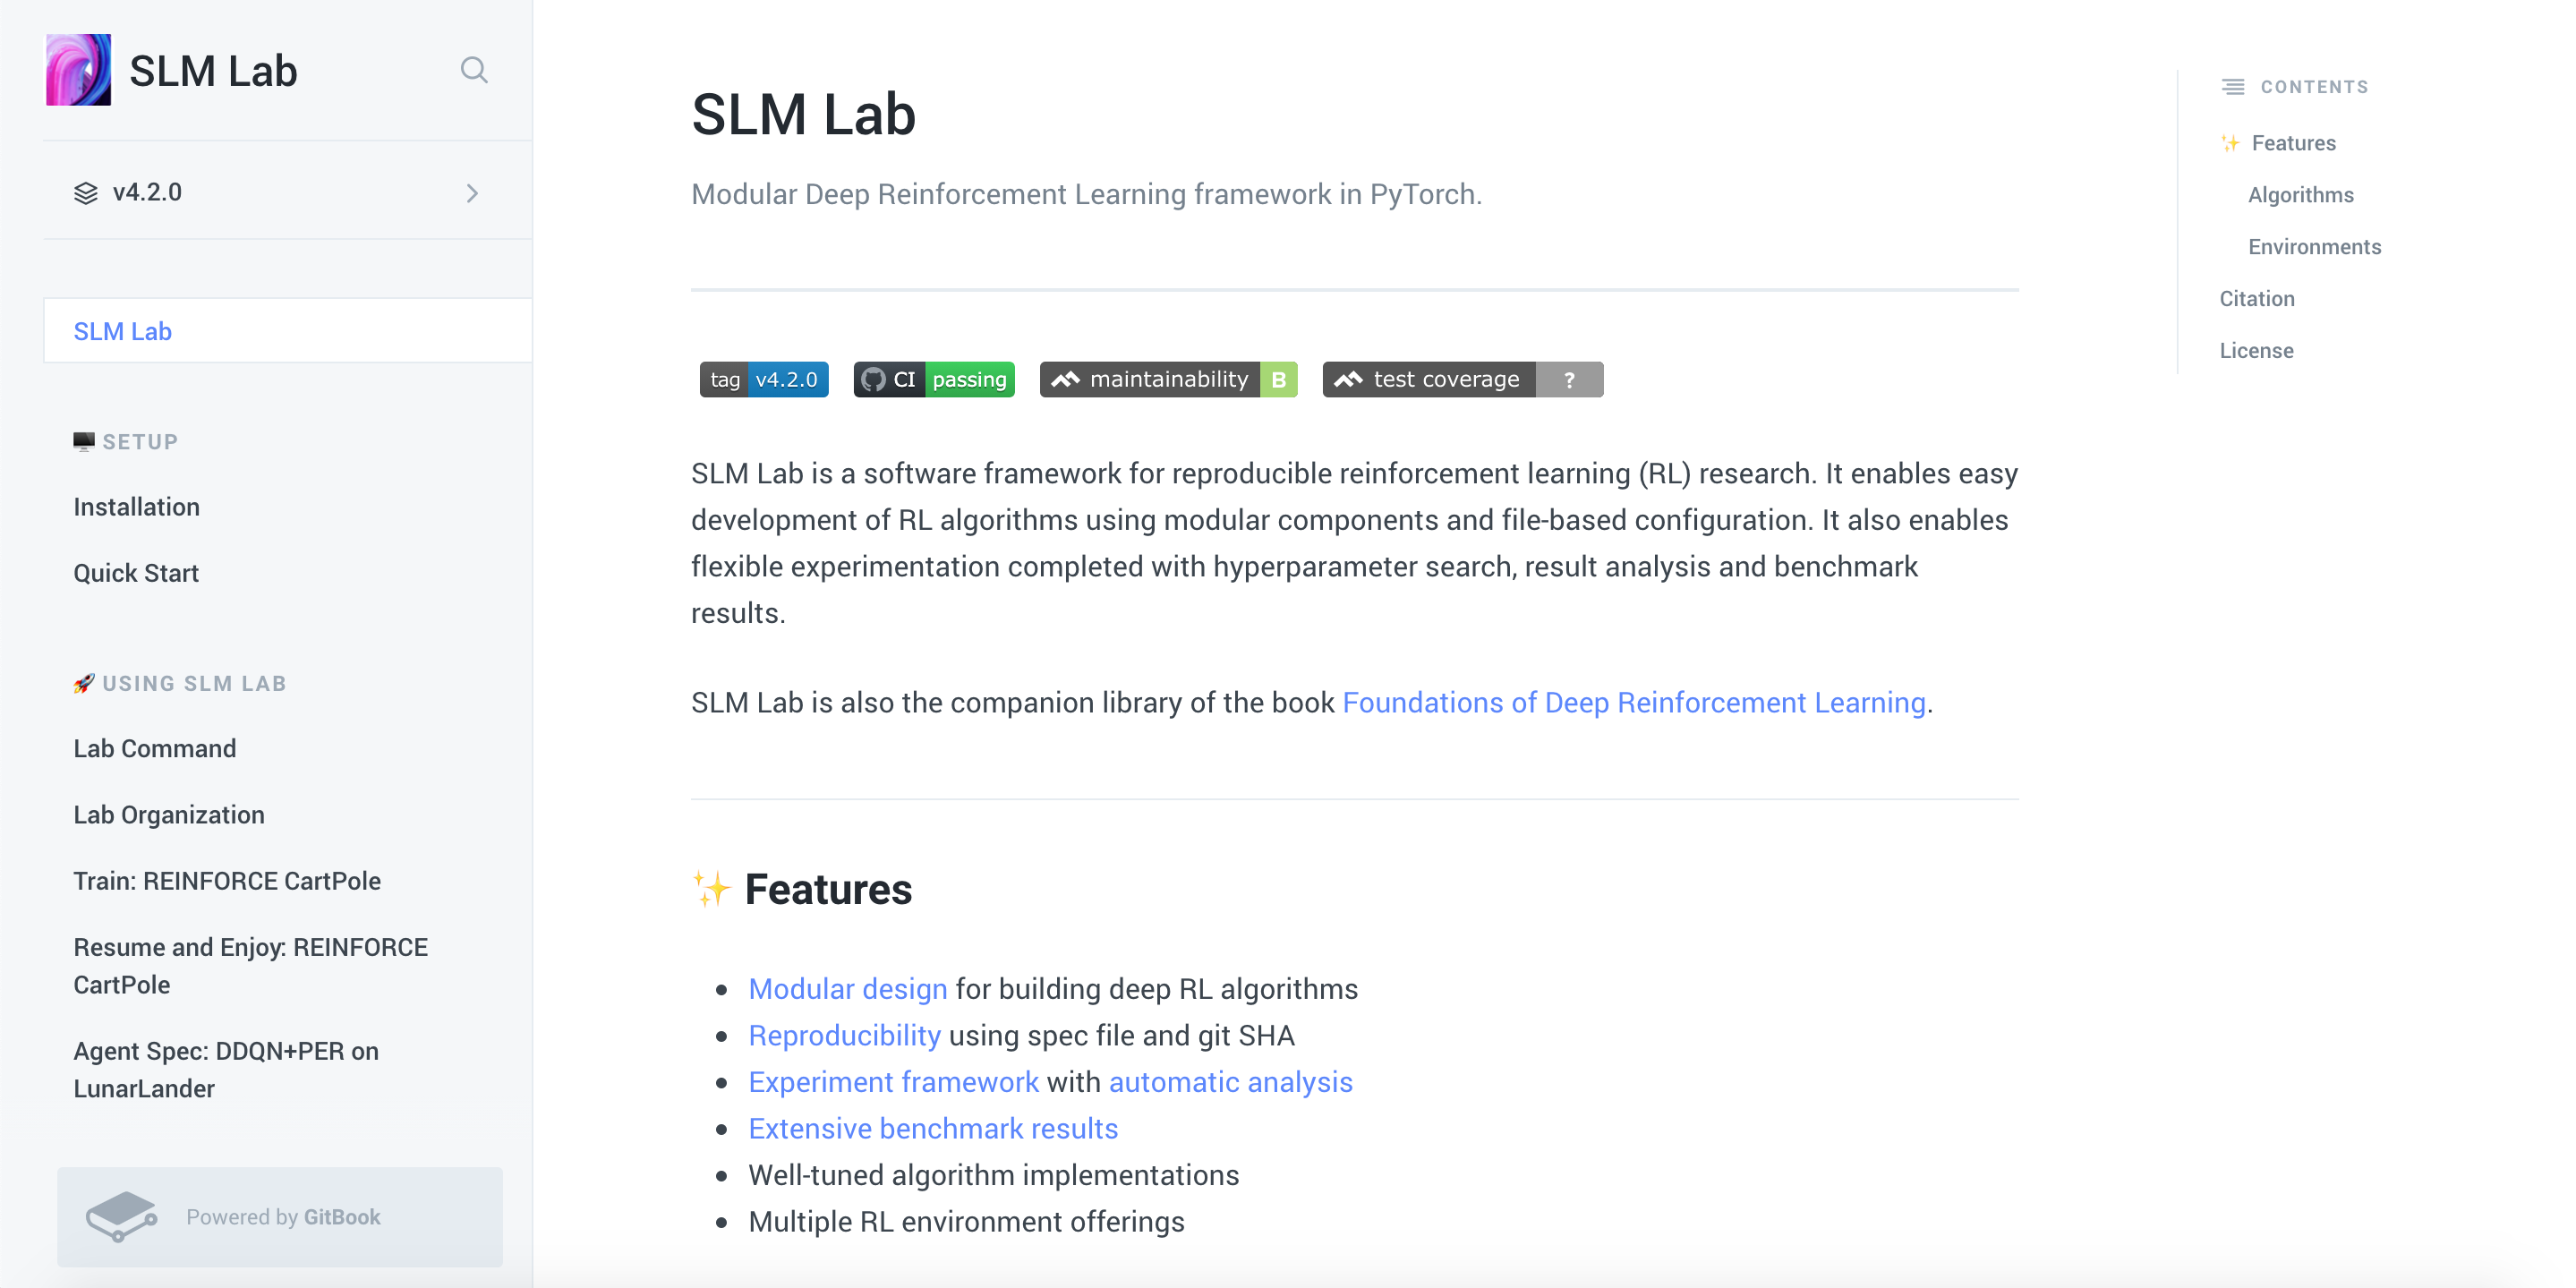 SLM Lab
v4.2.0
SLM Lab
SETUP
Installation
Quick Start
USING SLM LAB
Lab Command
Lab Organization
Train: REINFORCE CartPole
Resume and Enjoy: REINFORCE
CartPole
Agent Spec: DDQN+PER on
LunarLander
Powered by GitBook
SLM Lab
Modular Deep Reinforcement Learning framework in PyTorch.
tag v4.2.0 CI passing maintainability B test coverage ?
SLM Lab is a software framework for reproducible reinforcement learning (RL) research. It enables easy
development of RL algorithms using modular components and file-based configuration. It also enables
flexible experimentation completed with hyperparameter search, result analysis and benchmark
results.
SLM Lab is also the companion library of the book Foundations of Deep Reinforcement Learning.
✨ Features
• Modular design for building deep RL algorithms
• Reproducibility using spec file and git SHA
• Experiment framework with automatic analysis
• Extensive benchmark results
• Well-tuned algorithm implementations
• Multiple RL environment offerings
CONTENTS
✨ Features
Algorithms
Environments
Citation
License